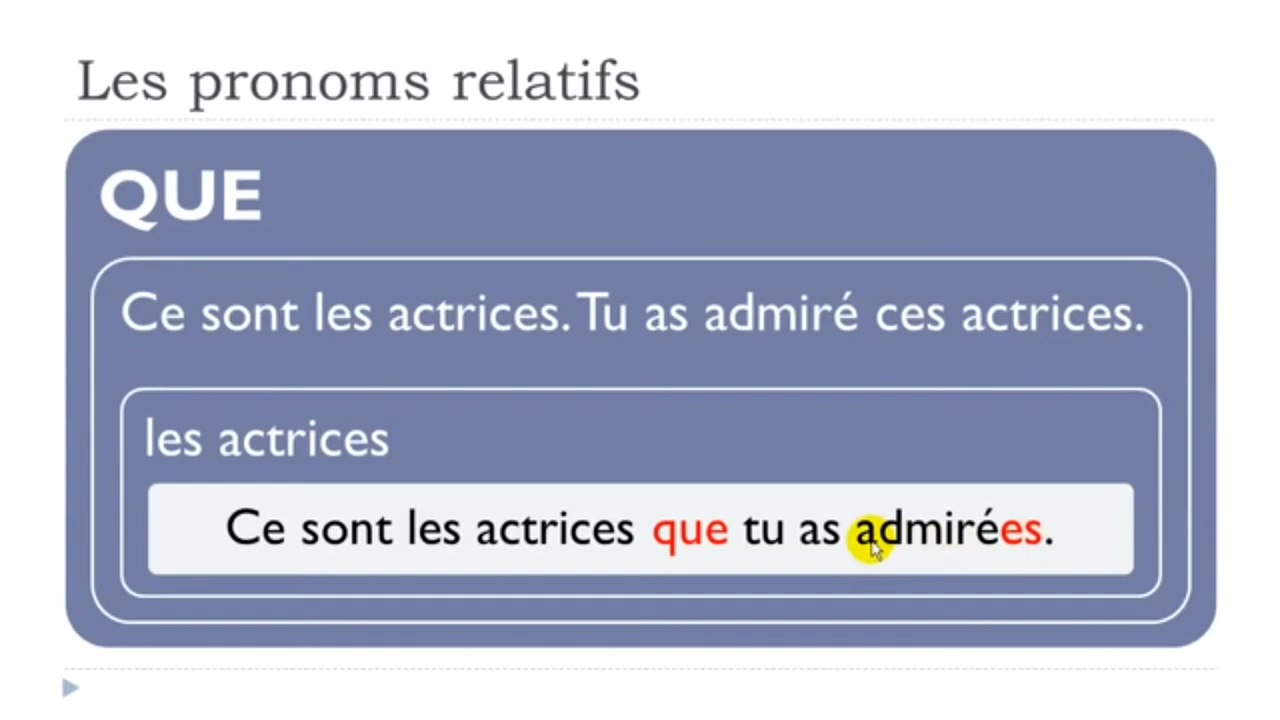 Les pronoms relatifs
QUE
Ce sont les actrices. Tu as admiré ces actrices.
les actrices
Ce sont les actrices que tu as admirées.